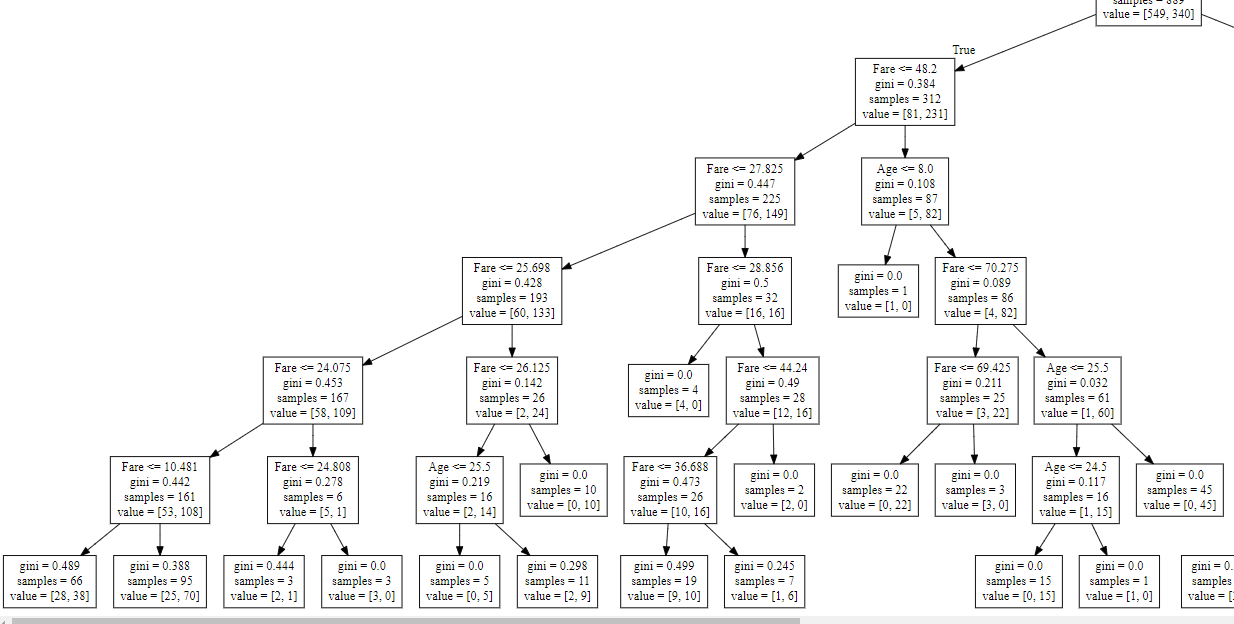 samples = 889
value = [549, 340]
True
Fare <= 48.2
gini = 0.384
samples = 312
value = [81, 231]
Fare <= 27.825
gini = 0.447
samples = 225
value = [76, 149]
Age <= 8.0
gini = 0.108
samples = 87
value = [5, 82]
Fare <= 25.698
gini = 0.428
samples = 193
value = [60, 133]
Fare <= 28.856
gini = 0.5
samples = 32
value = [16, 16]
gini = 0.0
samples = 1
value = [1, 0]
Fare <= 70.275
gini = 0.089
samples = 86
value = [4, 82]
Fare <= 24.075
gini = 0.453
samples = 167
value = [58, 109]
Fare <= 26.125
gini = 0.142
samples = 26
value = [2, 24]
gini = 0.0
samples = 4
value = [4, 0]
Fare <= 44.24
gini = 0.49
samples = 28
value = [12, 16]
Fare <= 69.425
gini = 0.211
samples = 25
value = [3, 22]
Age <= 25.5
gini = 0.032
samples = 61
value = [1, 60]
Fare <= 10.481
gini = 0.442
samples = 161
value = [53, 108]
Fare <= 24.808
gini = 0.278
samples = 6
value = [5, 1]
Age <= 25.5
gini = 0.219
samples = 16
value = [2, 14]
gini = 0.0
samples = 10
value = [0, 10]
Fare <= 36.688
gini = 0.473
samples = 26
value = [10, 16]
gini = 0.0
samples = 2
value = [2, 0]
gini = 0.0
samples = 22
value = [0, 22]
gini = 0.0
samples = 3
value = [3, 0]
Age <= 24.5
gini = 0.117
samples = 16
value = [1, 15]
gini = 0.0
samples = 45
value = [0, 45]
gini = 0.489
samples = 66
value = [28, 38]
gini = 0.388
samples = 95
value = [25, 70]
gini = 0.444
samples = 3
value = [2, 1]
gini = 0.0
samples = 3
value = [3, 0]
gini = 0.0
samples = 5
value = [0, 5]
gini = 0.298
samples = 11
value = [2, 9]
gini = 0.499
samples = 19
value = [9, 10]
gini = 0.245
samples = 7
value = [1, 6]
gini = 0.0
samples = 15
value = [0, 15]
gini = 0.0
samples = 1
value = [1, 0]
gini = 0.
samples
value = [